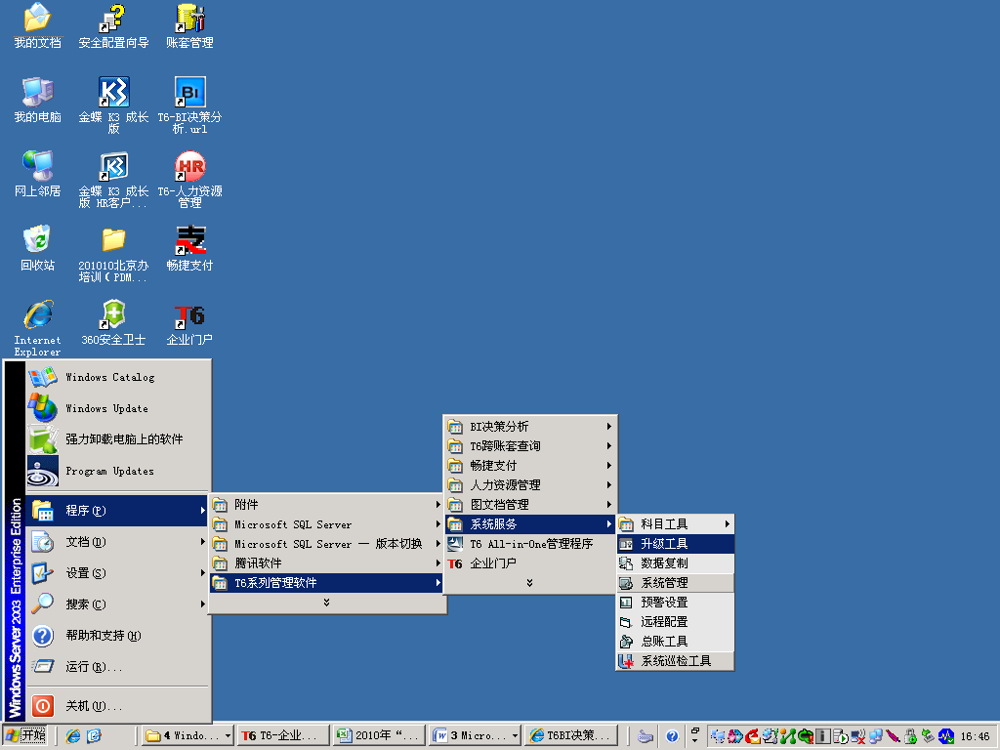 我的文档
安全配置向导
账套管理
我的电脑
金蝶 K3 成长
版
T6-BI决策分
析.url
网上邻居
金蝶 K3 成长
版 HR客户...
T6-人力资源
管理
回收站
201010北京办
培训(PDM...
畅捷支付
Internet
Explorer
360安全卫士
企业门户
Windows Catalog
Windows Update
强力卸载电脑上的软件
Program Updates
程序(P)
文档(D)
设置(S)
搜索(C)
帮助和支持(H)
运行(R)...
关机(U)...
Windows Server 2003 Enterprise Edition
附件
Microsoft SQL Server
Microsoft SQL Server — 版本切换
腾讯软件
T6系列管理软件
BI决策分析
T6跨账套查询
畅捷支付
人力资源管理
图文档管理
系统服务
T6 All-in-One管理程序
企业门户
科目工具
升级工具
数据复制
系统管理
预警设置
远程配置
总账工具
系统巡检工具
开始
4 Windo...
T6-企业...
2010年“...
3 Micro...
T6BI决策...
16:46